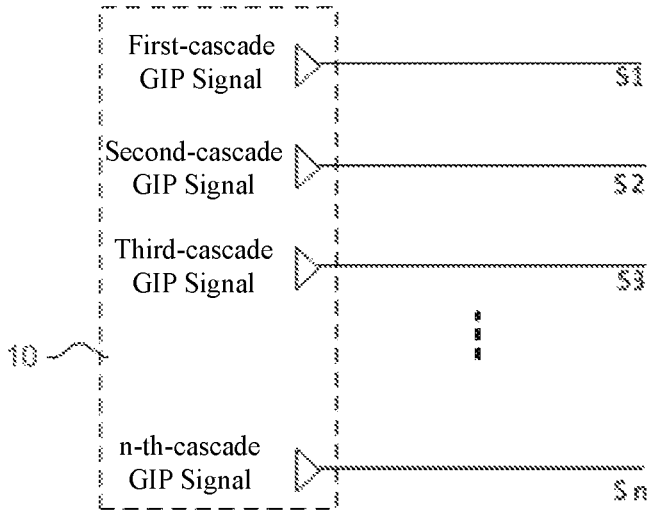 First-cascade
GIP Signal
S1
Second-cascade
GIP Signal
S2
Third-cascade
GIP Signal
S3
10
n-th-cascade
GIP Signal
Sn